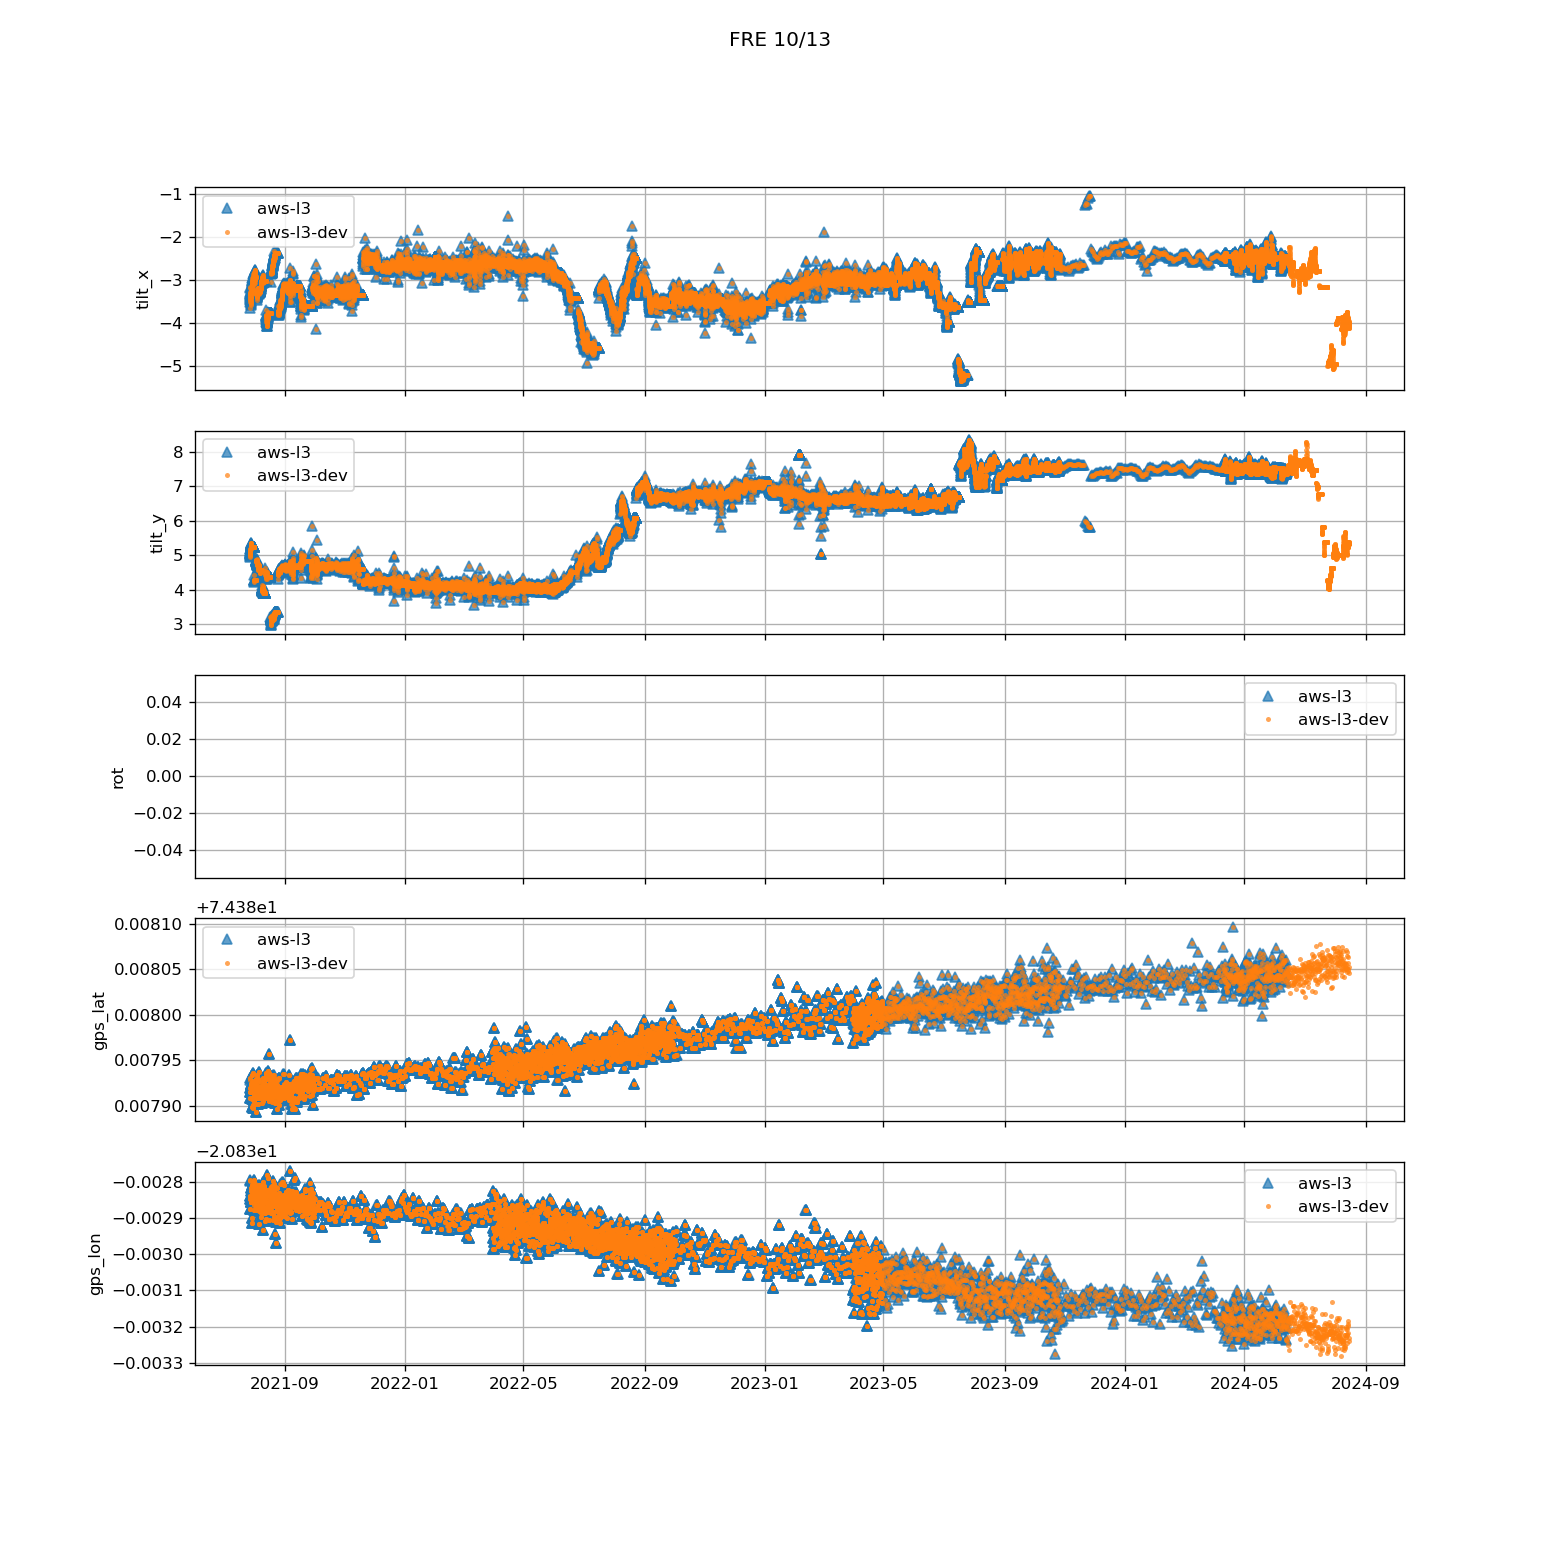 FRE 10/13
−1
−2
−3
−4
−5
tilt_x
aws-l3
aws-l3-dev
8
7
6
5
4
3
tilt_y
aws-l3
aws-l3-dev
0.04
0.02
0.00
−0.02
−0.04
rot
aws-l3
aws-l3-dev
+7.438e1
0.00810
0.00805
0.00800
0.00795
0.00790
gps_lat
aws-l3
aws-l3-dev
−2.083e1
−0.0028
−0.0029
−0.0030
−0.0031
−0.0032
−0.0033
gps_lon
aws-l3
aws-l3-dev
2021-09 2022-01 2022-05 2022-09 2023-01 2023-05 2023-09 2024-01 2024-05 2024-09